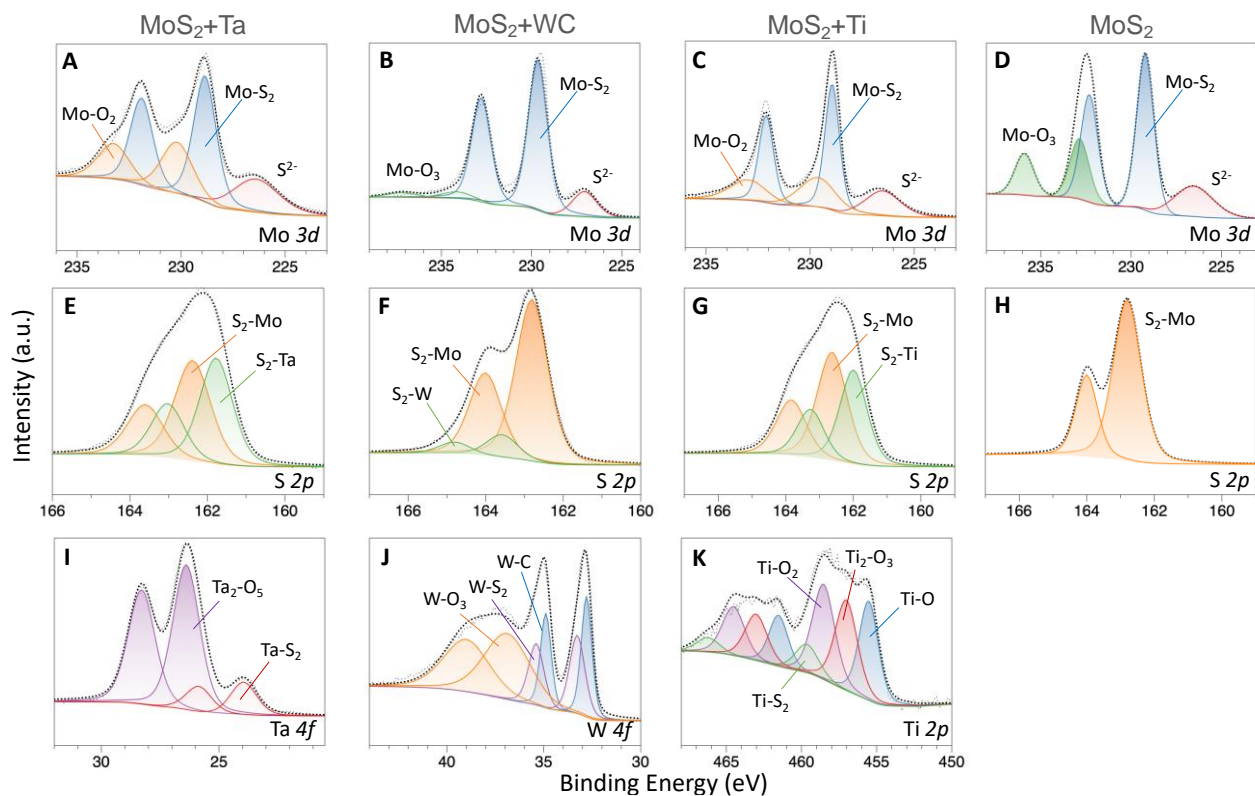 MoS₂+Ta
MoS₂+WC
MoS₂+Ti
MoS₂
A
Mo-O₂
Mo-S₂
S²⁻
Mo 3d
235 230 225
B
Mo-O₃
Mo-S₂
S²⁻
Mo 3d
235 230 225
C
Mo-O₂
Mo-S₂
S²⁻
Mo 3d
235 230 225
D
Mo-O₃
Mo-S₂
S²⁻
Mo 3d
235 230 225
Intensity (a.u.)
E
S₂-Mo
S₂-Ta
S 2p
166 164 162 160
F
S₂-Mo
S₂-W
S 2p
166 164 162 160
G
S₂-Mo
S₂-Ti
S 2p
166 164 162 160
H
S₂-Mo
S 2p
166 164 162 160
I
Ta₂-O₅
Ta-S₂
Ta 4f
30 25
J
W-C
W-S₂
W-O₃
W 4f
40 35 30
K
Ti-O₂
Ti₂-O₃
Ti-O
Ti-S₂
Ti 2p
465 460 455 450
Binding Energy (eV)